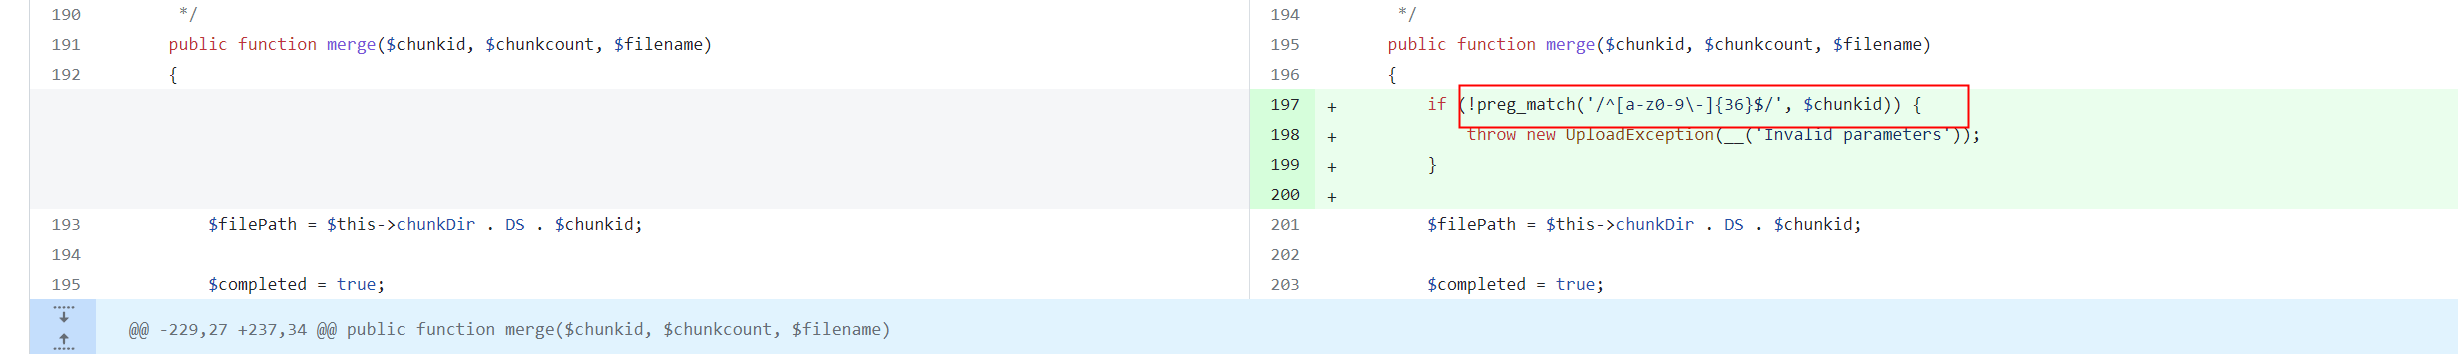 190 */
191 public function merge($chunkid, $chunkcount, $filename)
192 {
193 $filePath = $this->chunkDir . DS . $chunkid;
194
195 $completed = true;
194 */
195 public function merge($chunkid, $chunkcount, $filename)
196 {
197 + if (!preg_match('/^[a-z0-9\-]{36}$/', $chunkid)) {
198 + throw new UploadException(__('Invalid parameters'));
199 + }
200 +
201 $filePath = $this->chunkDir . DS . $chunkid;
202
203 $completed = true;
@@ -229,27 +237,34 @@ public function merge($chunkid, $chunkcount, $filename)